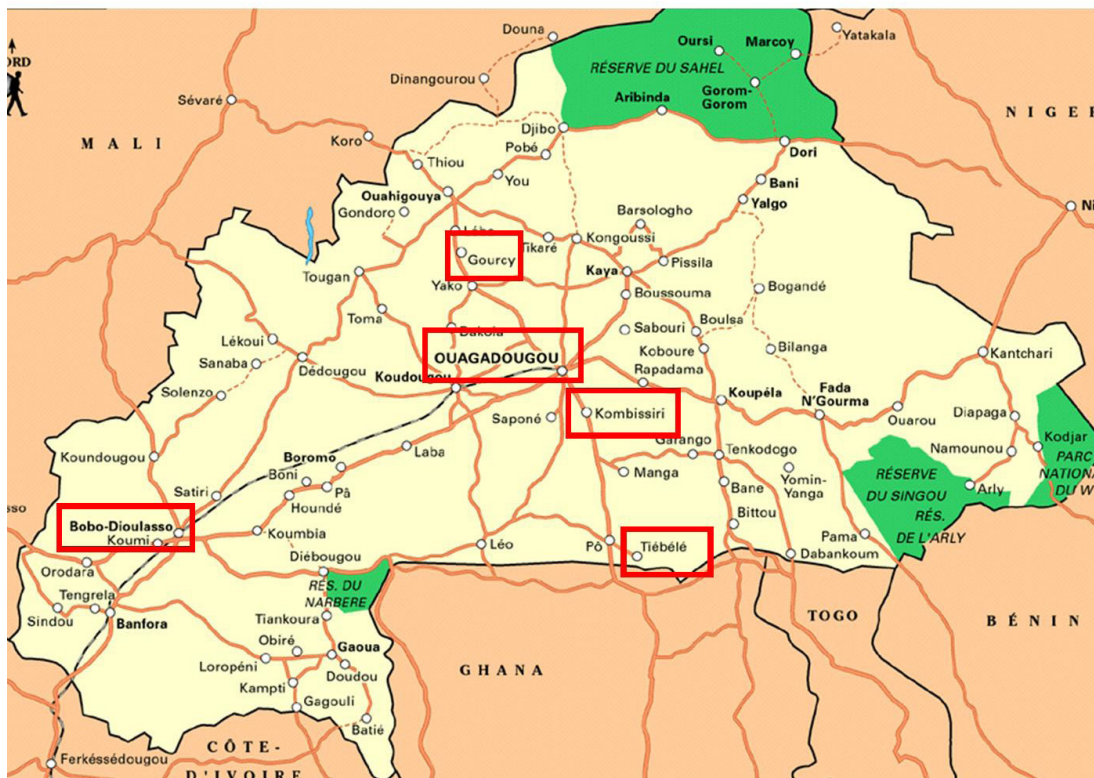 Douna
Oursi
Marcoy
Yatakala
ORD
RÉSERVE DU SAHEL
Dinangourou
Gorom-
Gorom
Sévaré
Aribinda
NIGER
MALI
Koro
Djibo
Pobé
Dori
Thiou
You
Bani
Ouahigouya
Yalgo
Gondoro
Barsologho
Tikaré
Kongoussi
Gourcy
Pissila
Kaya
Tougan
Yako
Boussouma
Bogandé
Toma
Dakola
Sabouri
Boulsa
Lékoui
Sanaba
OUAGADOUGOU
Koboure
Bilanga
Kantchari
Dédougou
Koudougou
Rapadama
Solenzo
Koupéla
Fada
N'Gourma
Ouarou
Saponé
Kombissiri
Diapaga
Koundougou
Laba
Garango
Tenkodogo
Namounou
Kodjar
PARC
NATIONA
DU W
Boromo
Boni
Manga
Yomin-
Yanga
RÉSERVE
DU SINGOU
RÉS.
DE L'ARLY
Arly
Satiri
Pâ
Houndé
Bane
Bobo-Dioulasso
Koumi
Koumbia
Bittou
Pama
Diébougou
Léo
Pô
Tiébélé
Dabankoum
Orodara
RÉS. DU
NARBERE
Tengrela
Sindou
Banfora
Tiankoura
TOGO
BÉNIN
Obiré
Gaoua
Loropéni
Doudou
GHANA
Kampti
Gagouli
Batié
CÔTE-
D'IVOIRE
Ferkéssédougou